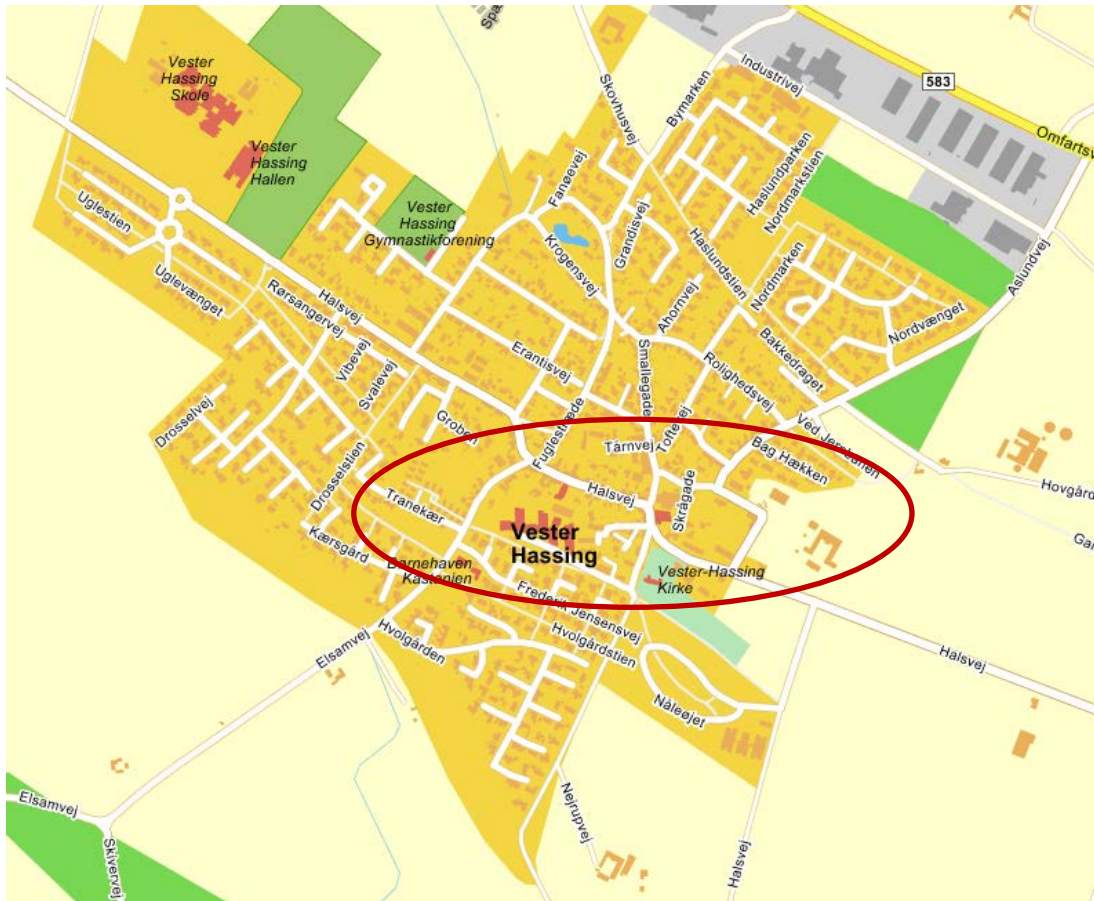 Spa
Vester
Hassing
Skole
Vester
Hassing
Hallen
Vester
Hassing
Gymnastikforening
Skovhusvej
Bymarken
Industrivej
583
Omfartsv
Haslundparken
Nordmarkstien
Fanøevej
Grandisvej
Krogensvej
Haslundstien
Nordmarken
Aslundvej
Uglestien
Uglevænget
Rørsangervej
Halsvej
Vibevej
Svalevej
Erantisvej
Ahornvej
Smallegade
Rolighedsvej
Bakkedraget
Nordvænget
Drosselvej
Groben
Fuglestræde
Tårnvej
Toftevej
Bag Hækken
Ved Jernbanen
Hovgård
Gar
Drosselstien
Tranekær
Halsvej
Skrågade
Kærsgård
Vester
Hassing
Børnehaven
Kastanien
Vester-Hassing
Kirke
Frederik Jensensvej
Hvolgårdstien
Hvolgården
Elsamvej
Halsvej
Nåleøjet
Elsamvej
Skivervej
Nejrupvej
Halsvej